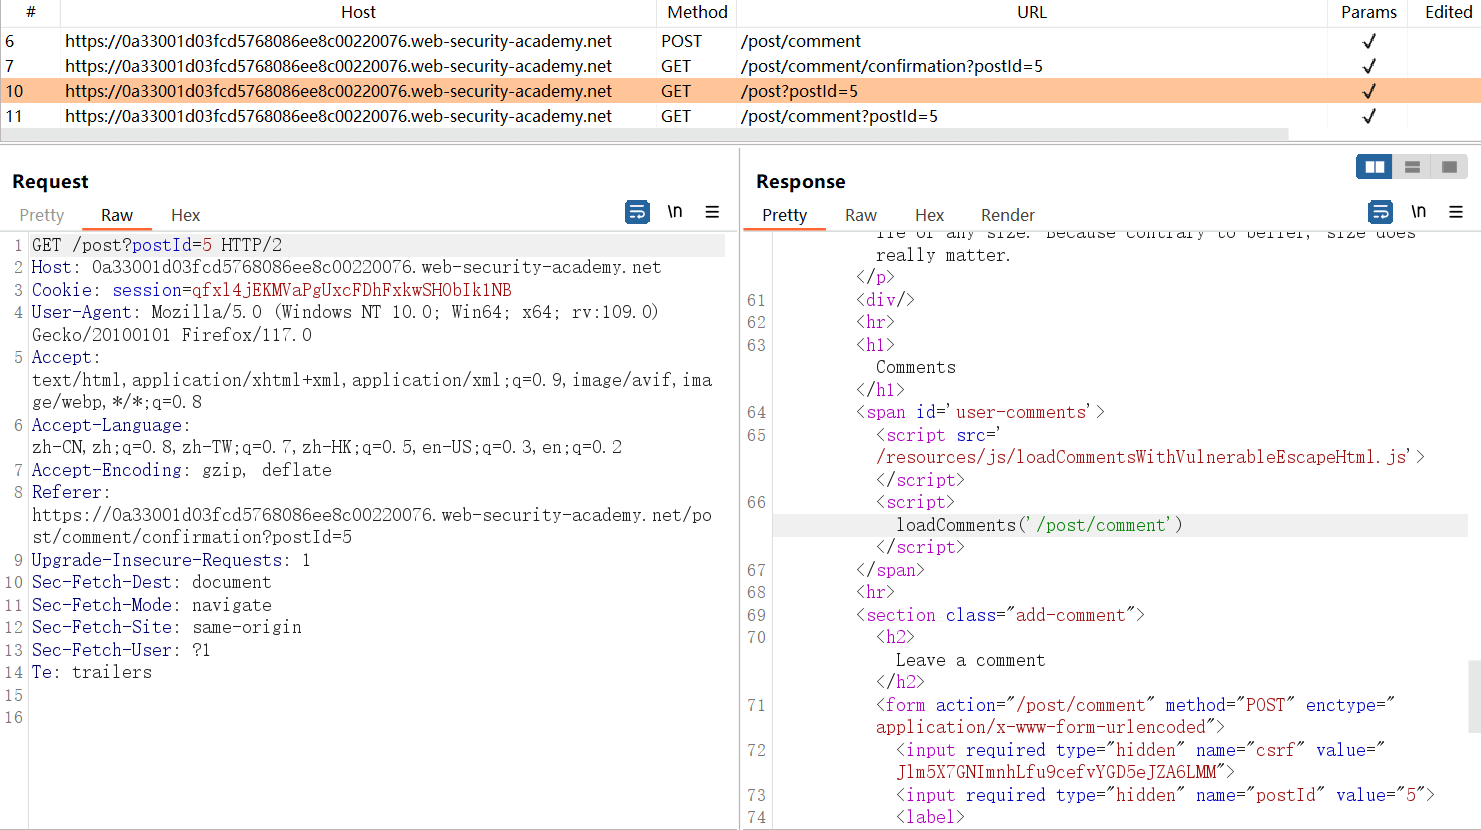 # Host Method URL Params Edited
6 https://0a33001d03fcd5768086ee8c00220076.web-security-academy.net POST /post/comment ✓
7 https://0a33001d03fcd5768086ee8c00220076.web-security-academy.net GET /post/comment/confirmation?postId=5 ✓
10 https://0a33001d03fcd5768086ee8c00220076.web-security-academy.net GET /post?postId=5 ✓
11 https://0a33001d03fcd5768086ee8c00220076.web-security-academy.net GET /post/comment?postId=5 ✓
Request
Pretty Raw Hex \n
1 GET /post?postId=5 HTTP/2
2 Host: 0a33001d03fcd5768086ee8c00220076.web-security-academy.net
3 Cookie: session=qfxl4jEKMVaPgUxcFDhFxkwSHObIk1NB
4 User-Agent: Mozilla/5.0 (Windows NT 10.0; Win64; x64; rv:109.0)
Gecko/20100101 Firefox/117.0
5 Accept:
text/html,application/xhtml+xml,application/xml;q=0.9,image/avif,ima
ge/webp,*/*;q=0.8
6 Accept-Language:
zh-CN,zh;q=0.8,zh-TW;q=0.7,zh-HK;q=0.5,en-US;q=0.3,en;q=0.2
7 Accept-Encoding: gzip, deflate
8 Referer:
https://0a33001d03fcd5768086ee8c00220076.web-security-academy.net/po
st/comment/confirmation?postId=5
9 Upgrade-Insecure-Requests: 1
10 Sec-Fetch-Dest: document
11 Sec-Fetch-Mode: navigate
12 Sec-Fetch-Site: same-origin
13 Sec-Fetch-User: ?1
14 Te: trailers
15
16
Response
Pretty Raw Hex Render \n
of any size. Because contrary to belief, size does
really matter.
</p>
61 <div/>
62 <hr>
63 <h1>
Comments
</h1>
64 <span id='user-comments'>
65 <script src='
/resources/js/loadCommentsWithVulnerableEscapeHtml.js'>
</script>
66 <script>
loadComments('/post/comment')
</script>
67 </span>
68 <hr>
69 <section class="add-comment">
70 <h2>
Leave a comment
</h2>
71 <form action="/post/comment" method="POST" enctype="
application/x-www-form-urlencoded">
72 <input required type="hidden" name="csrf" value="
Jlm5X7GNImnhLfu9cefvYGD5eJZA6LMM">
73 <input required type="hidden" name="postId" value="5">
74 <label>